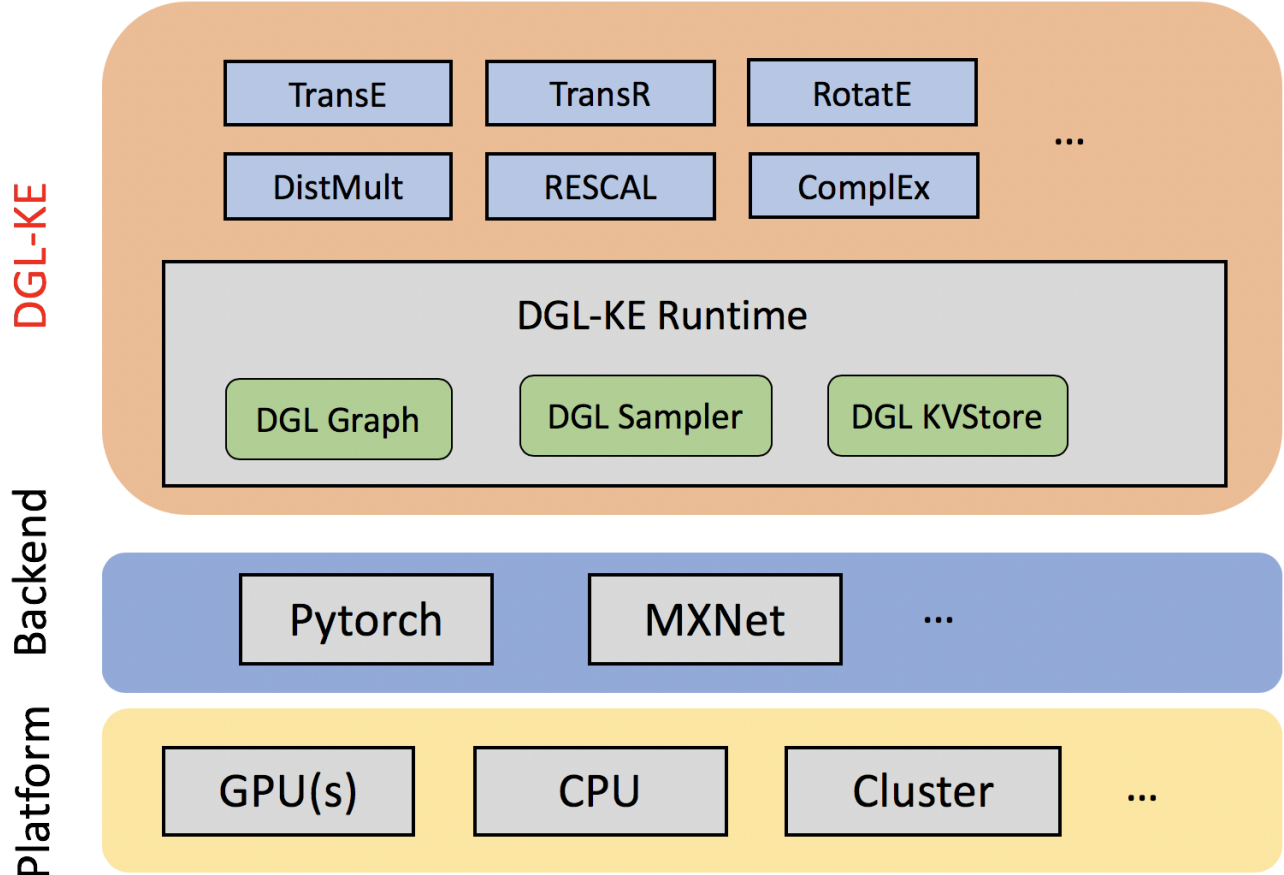 DGL-KE
TransE
TransR
RotatE
...
DistMult
RESCAL
ComplEx
DGL-KE Runtime
DGL Graph
DGL Sampler
DGL KVStore
Backend
Pytorch
MXNet
...
Platform
GPU(s)
CPU
Cluster
...